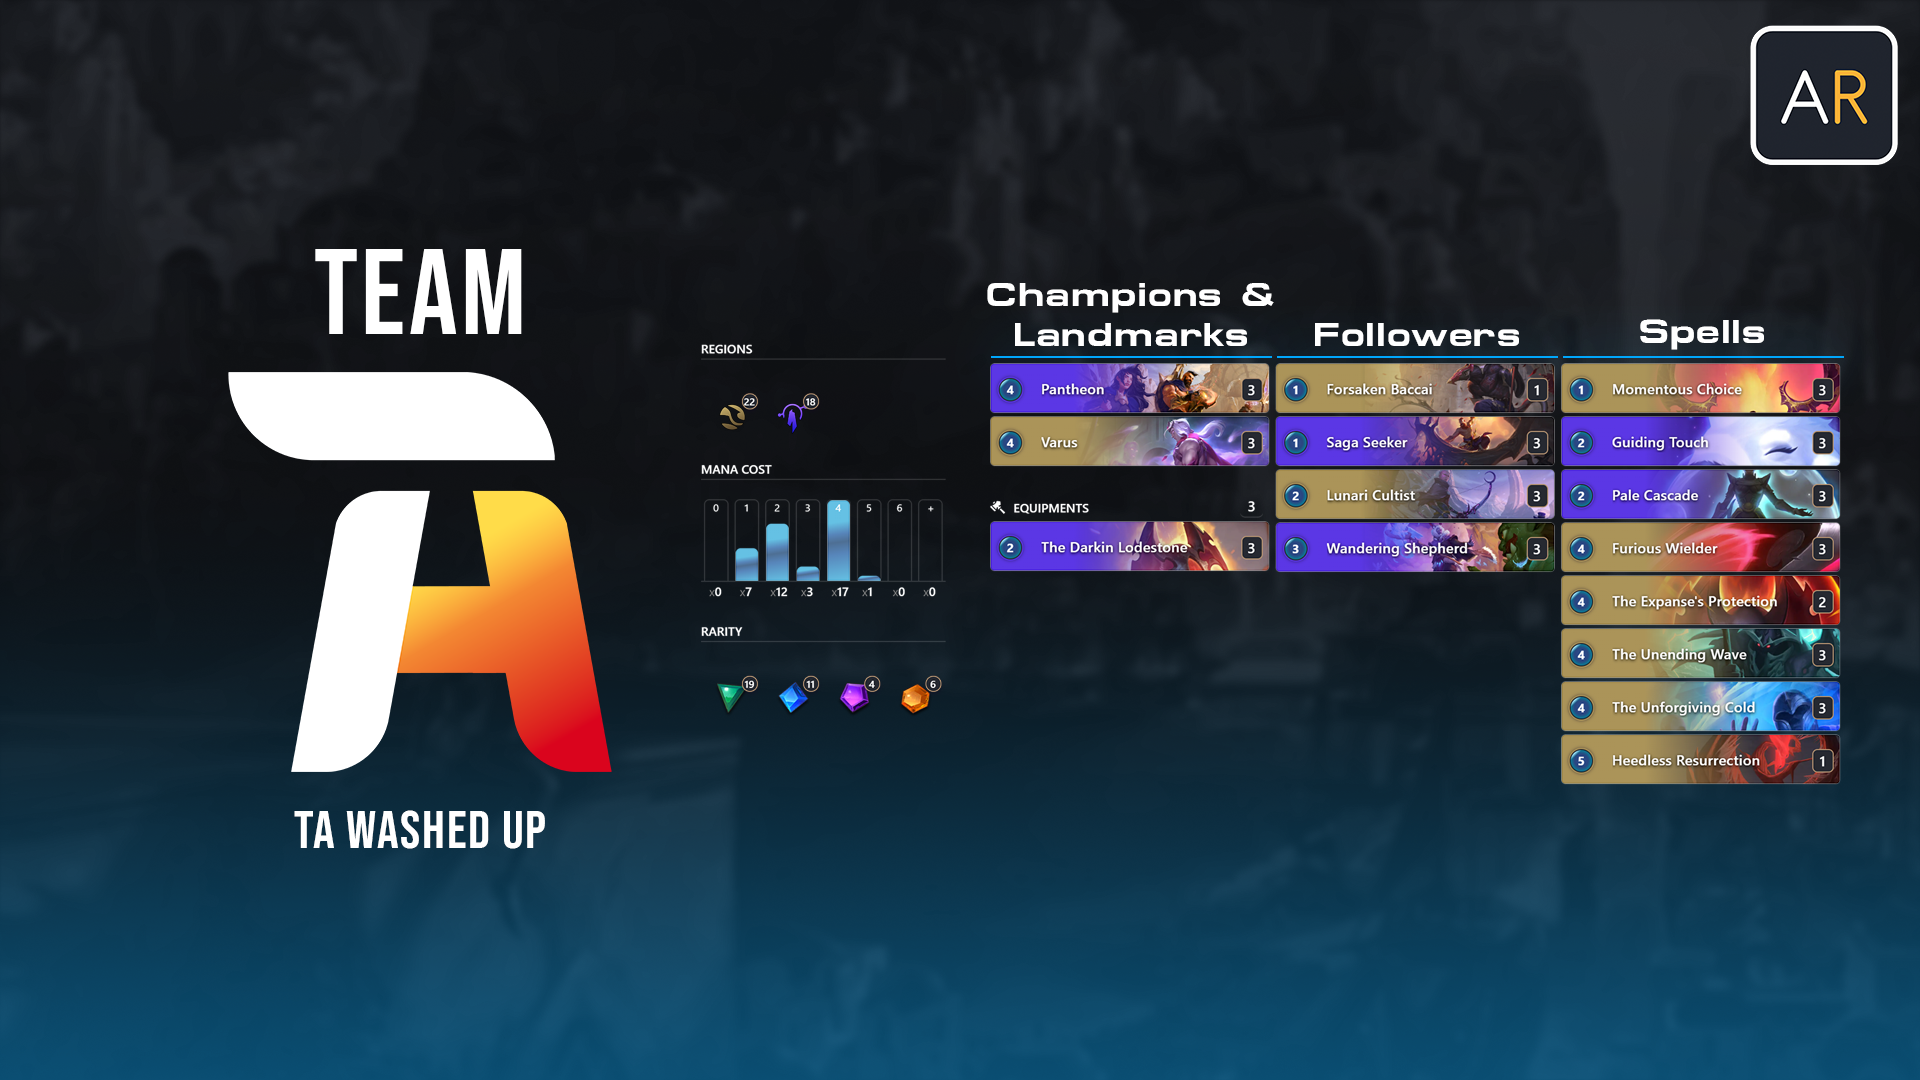 AR
TEAM
TA
TA WASHED UP
REGIONS
22 18
MANA COST
0 1 2 3 4 5 6 +
x0 x7 x12 x3 x17 x1 x0 x0
RARITY
19 11 4 6
Champions &
Landmarks
4 Pantheon 3
4 Varus 3
EQUIPMENTS 3
2 The Darkin Lodestone 3
Followers
1 Forsaken Baccai 1
1 Saga Seeker 3
2 Lunari Cultist 3
3 Wandering Shepherd 3
Spells
1 Momentous Choice 3
2 Guiding Touch 3
2 Pale Cascade 3
4 Furious Wielder 3
4 The Expanse's Protection 2
4 The Unending Wave 3
4 The Unforgiving Cold 3
5 Heedless Resurrection 1